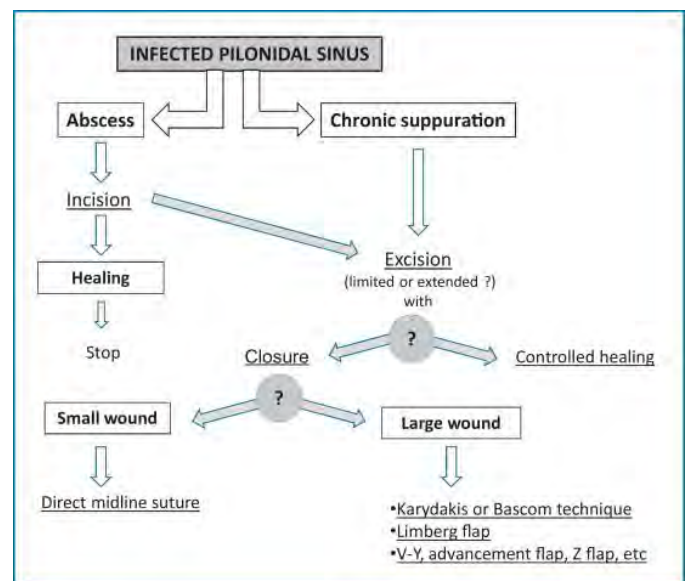 INFECTED PILONIDAL SINUS
Abscess
Chronic suppuration
Incision
Excision
(limited or extended ?)
with
Healing
Stop
?
Closure
Controlled healing
?
Small wound
Large wound
Direct midline suture
•Karydakis or Bascom technique
•Limberg flap
•V-Y, advancement flap, Z flap, etc